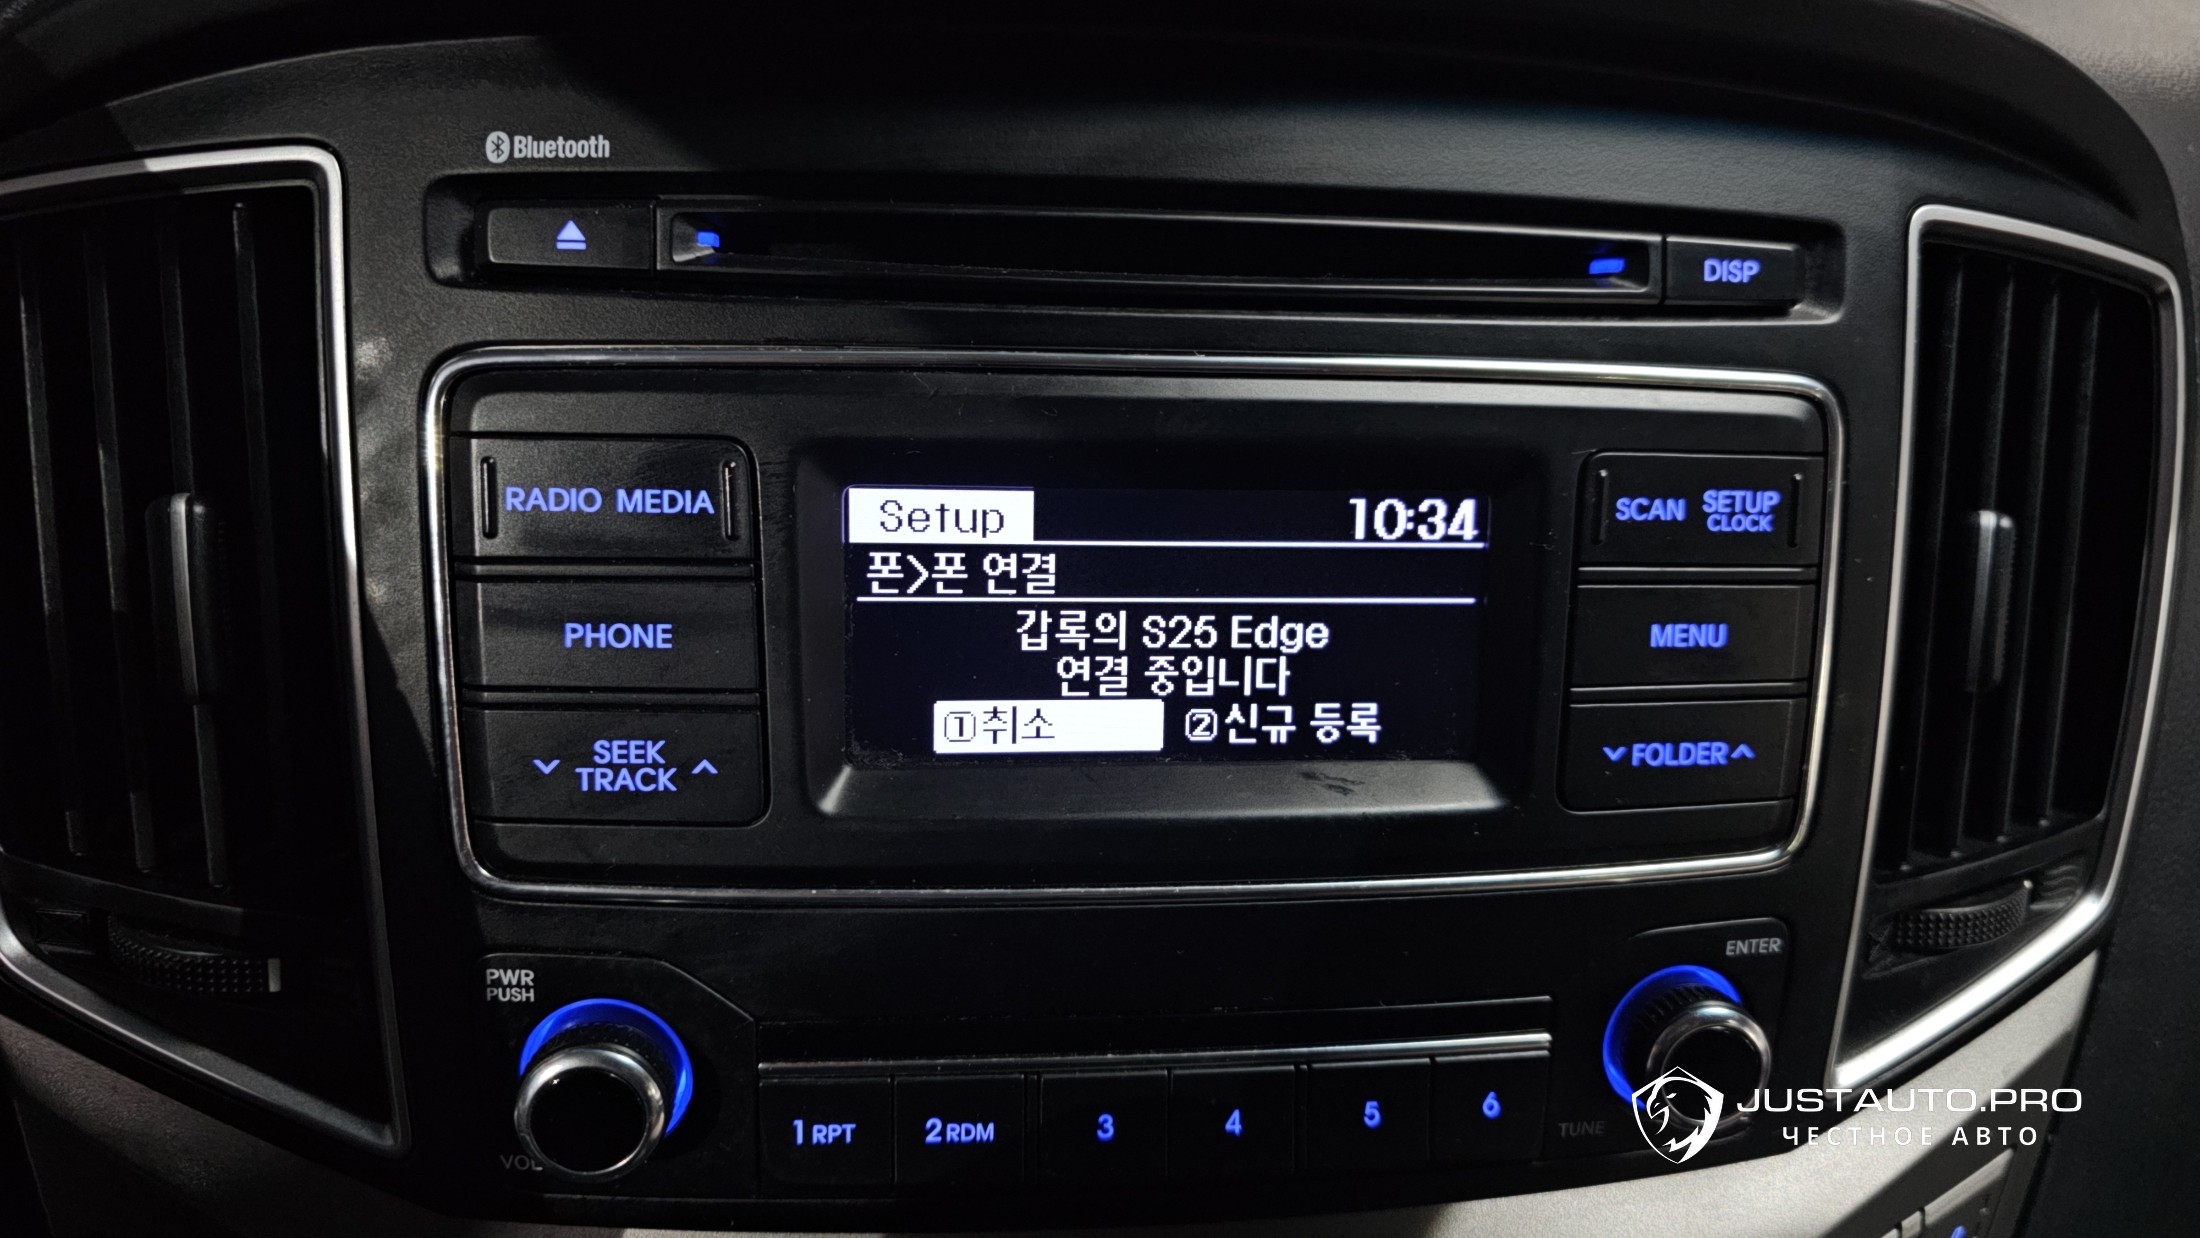 Bluetooth
DISP
RADIO MEDIA
PHONE
SEEK
TRACK
Setup 10:34
폰>폰 연결
갑록의 S25 Edge
연결 중입니다
①취소 ②신규 등록
SCAN SETUP
CLOCK
MENU
FOLDER
PWR
PUSH
VOL
1 RPT 2 RDM 3 4 5 6
ENTER
TUNE
JUSTAUTO.PRO
ЧЕСТНОЕ АВТО